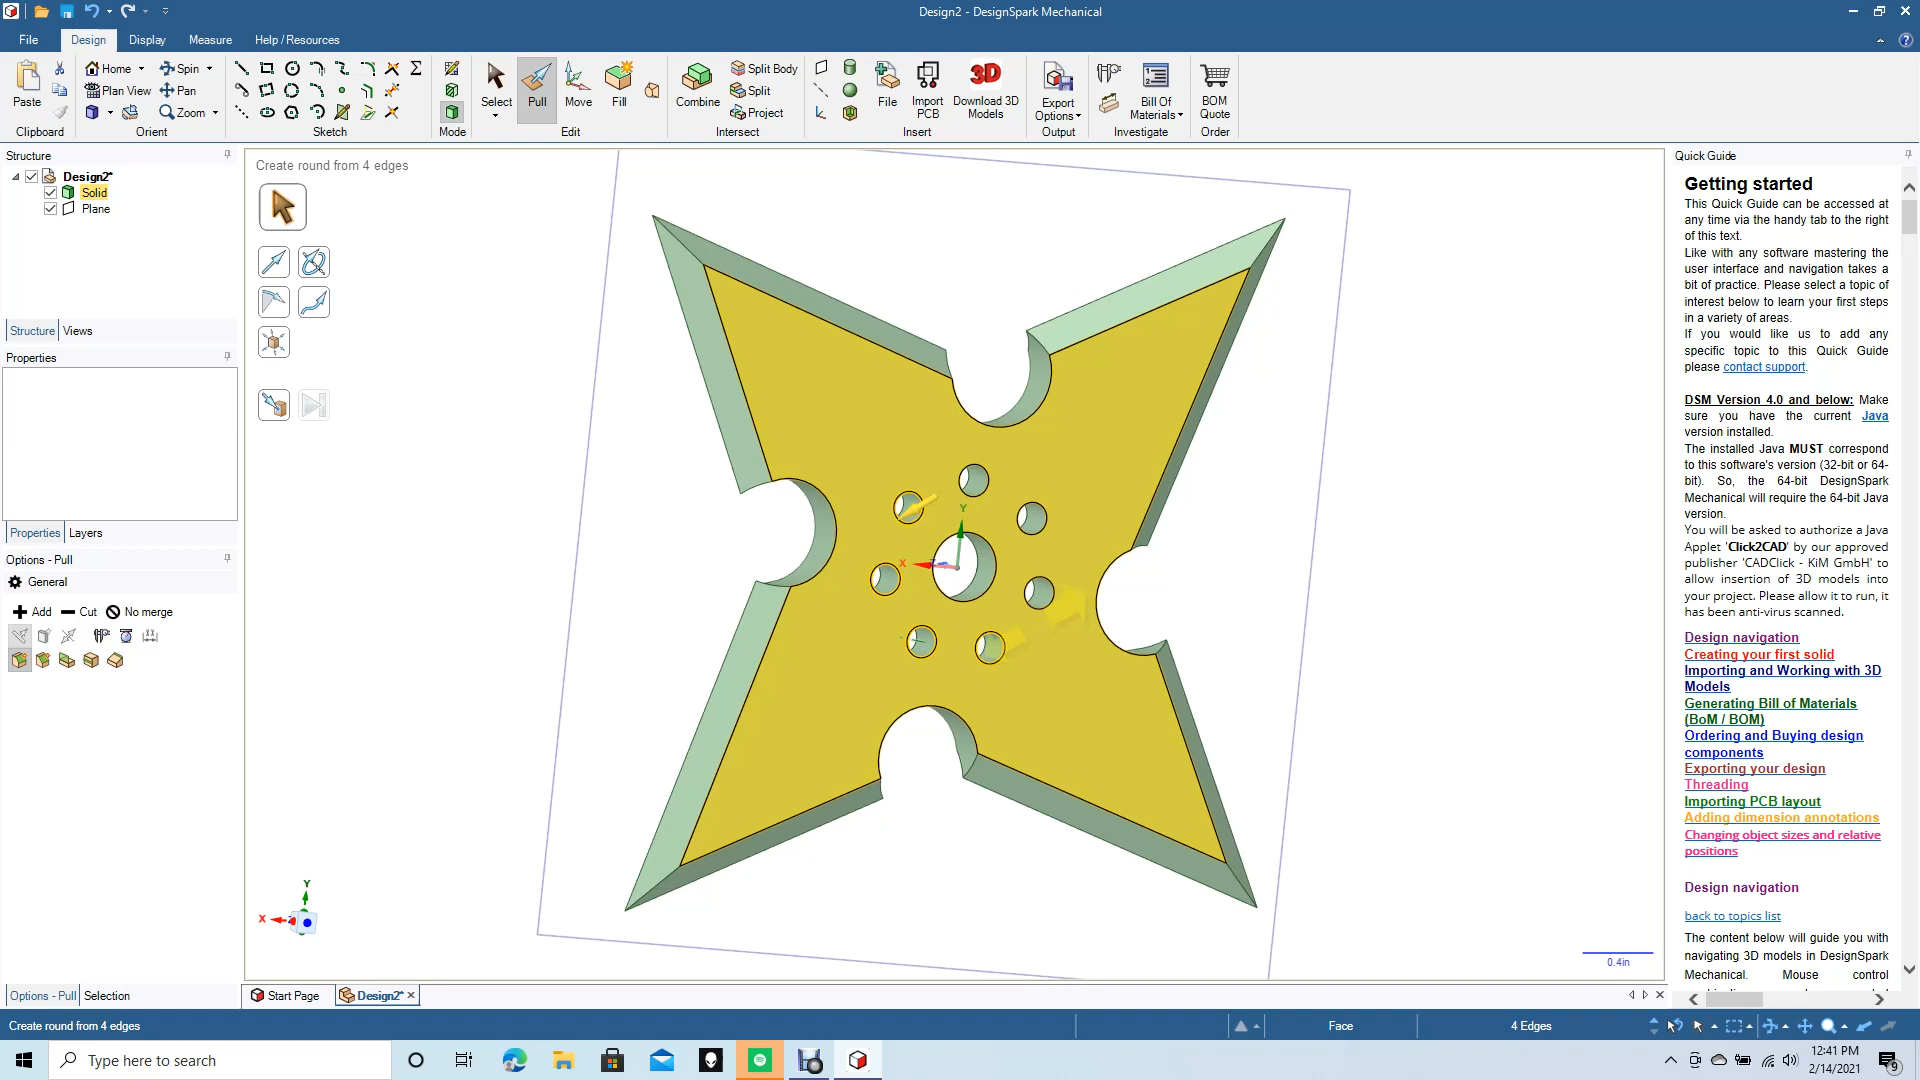 Design2 - DesignSpark Mechanical
File Design Display Measure Help / Resources
Paste
Clipboard
Home Spin
Plan View Pan
Zoom
Orient
Sketch
Mode
Select Pull Move Fill
Edit
Combine
Split Body
Split
Project
Intersect
File
Import PCB
3D
Download 3D Models
Insert
Export Options
Output
Bill Of Materials
Investigate
BOM Quote
Order
Structure
Design2*
Solid
Plane
Structure Views
Properties
Properties Layers
Options - Pull
General
Add Cut No merge
Options - Pull Selection
Create round from 4 edges
Y
X
Z
Y
X
Z
0.4in
Start Page Design2*
Quick Guide
Getting started
This Quick Guide can be accessed at
any time via the handy tab to the right
of this text.
Like with any software mastering the
user interface and navigation takes a
bit of practice. Please select a topic of
interest below to learn your first steps
in a variety of areas.
If you would like us to add any
specific topic to this Quick Guide
please contact support.
DSM Version 4.0 and below: Make
sure you have the current Java
version installed.
The installed Java MUST correspond
to this software's version (32-bit or 64-
bit). So, the 64-bit DesignSpark
Mechanical will require the 64-bit Java
version.
You will be asked to authorize a Java
Applet 'Click2CAD' by our approved
publisher 'CADClick - KiM GmbH' to
allow insertion of 3D models into
your project. Please allow it to run, it
has been anti-virus scanned.
Design navigation
Creating your first solid
Importing and Working with 3D
Models
Generating Bill of Materials
(BoM / BOM)
Ordering and Buying design
components
Exporting your design
Threading
Importing PCB layout
Adding dimension annotations
Changing object sizes and relative
positions
Design navigation
back to topics list
The content below will guide you with
navigating 3D models in DesignSpark
Mechanical. Mouse control
Create round from 4 edges Face 4 Edges
Type here to search
12:41 PM
2/14/2021
9